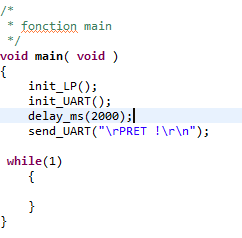 /*
 * fonction main
 */
void main( void )
{
    init_LP();
    init_UART();
    delay_ms(2000);
    send_UART("\rPRET !\r\n");

 while(1)
    {

    }
}